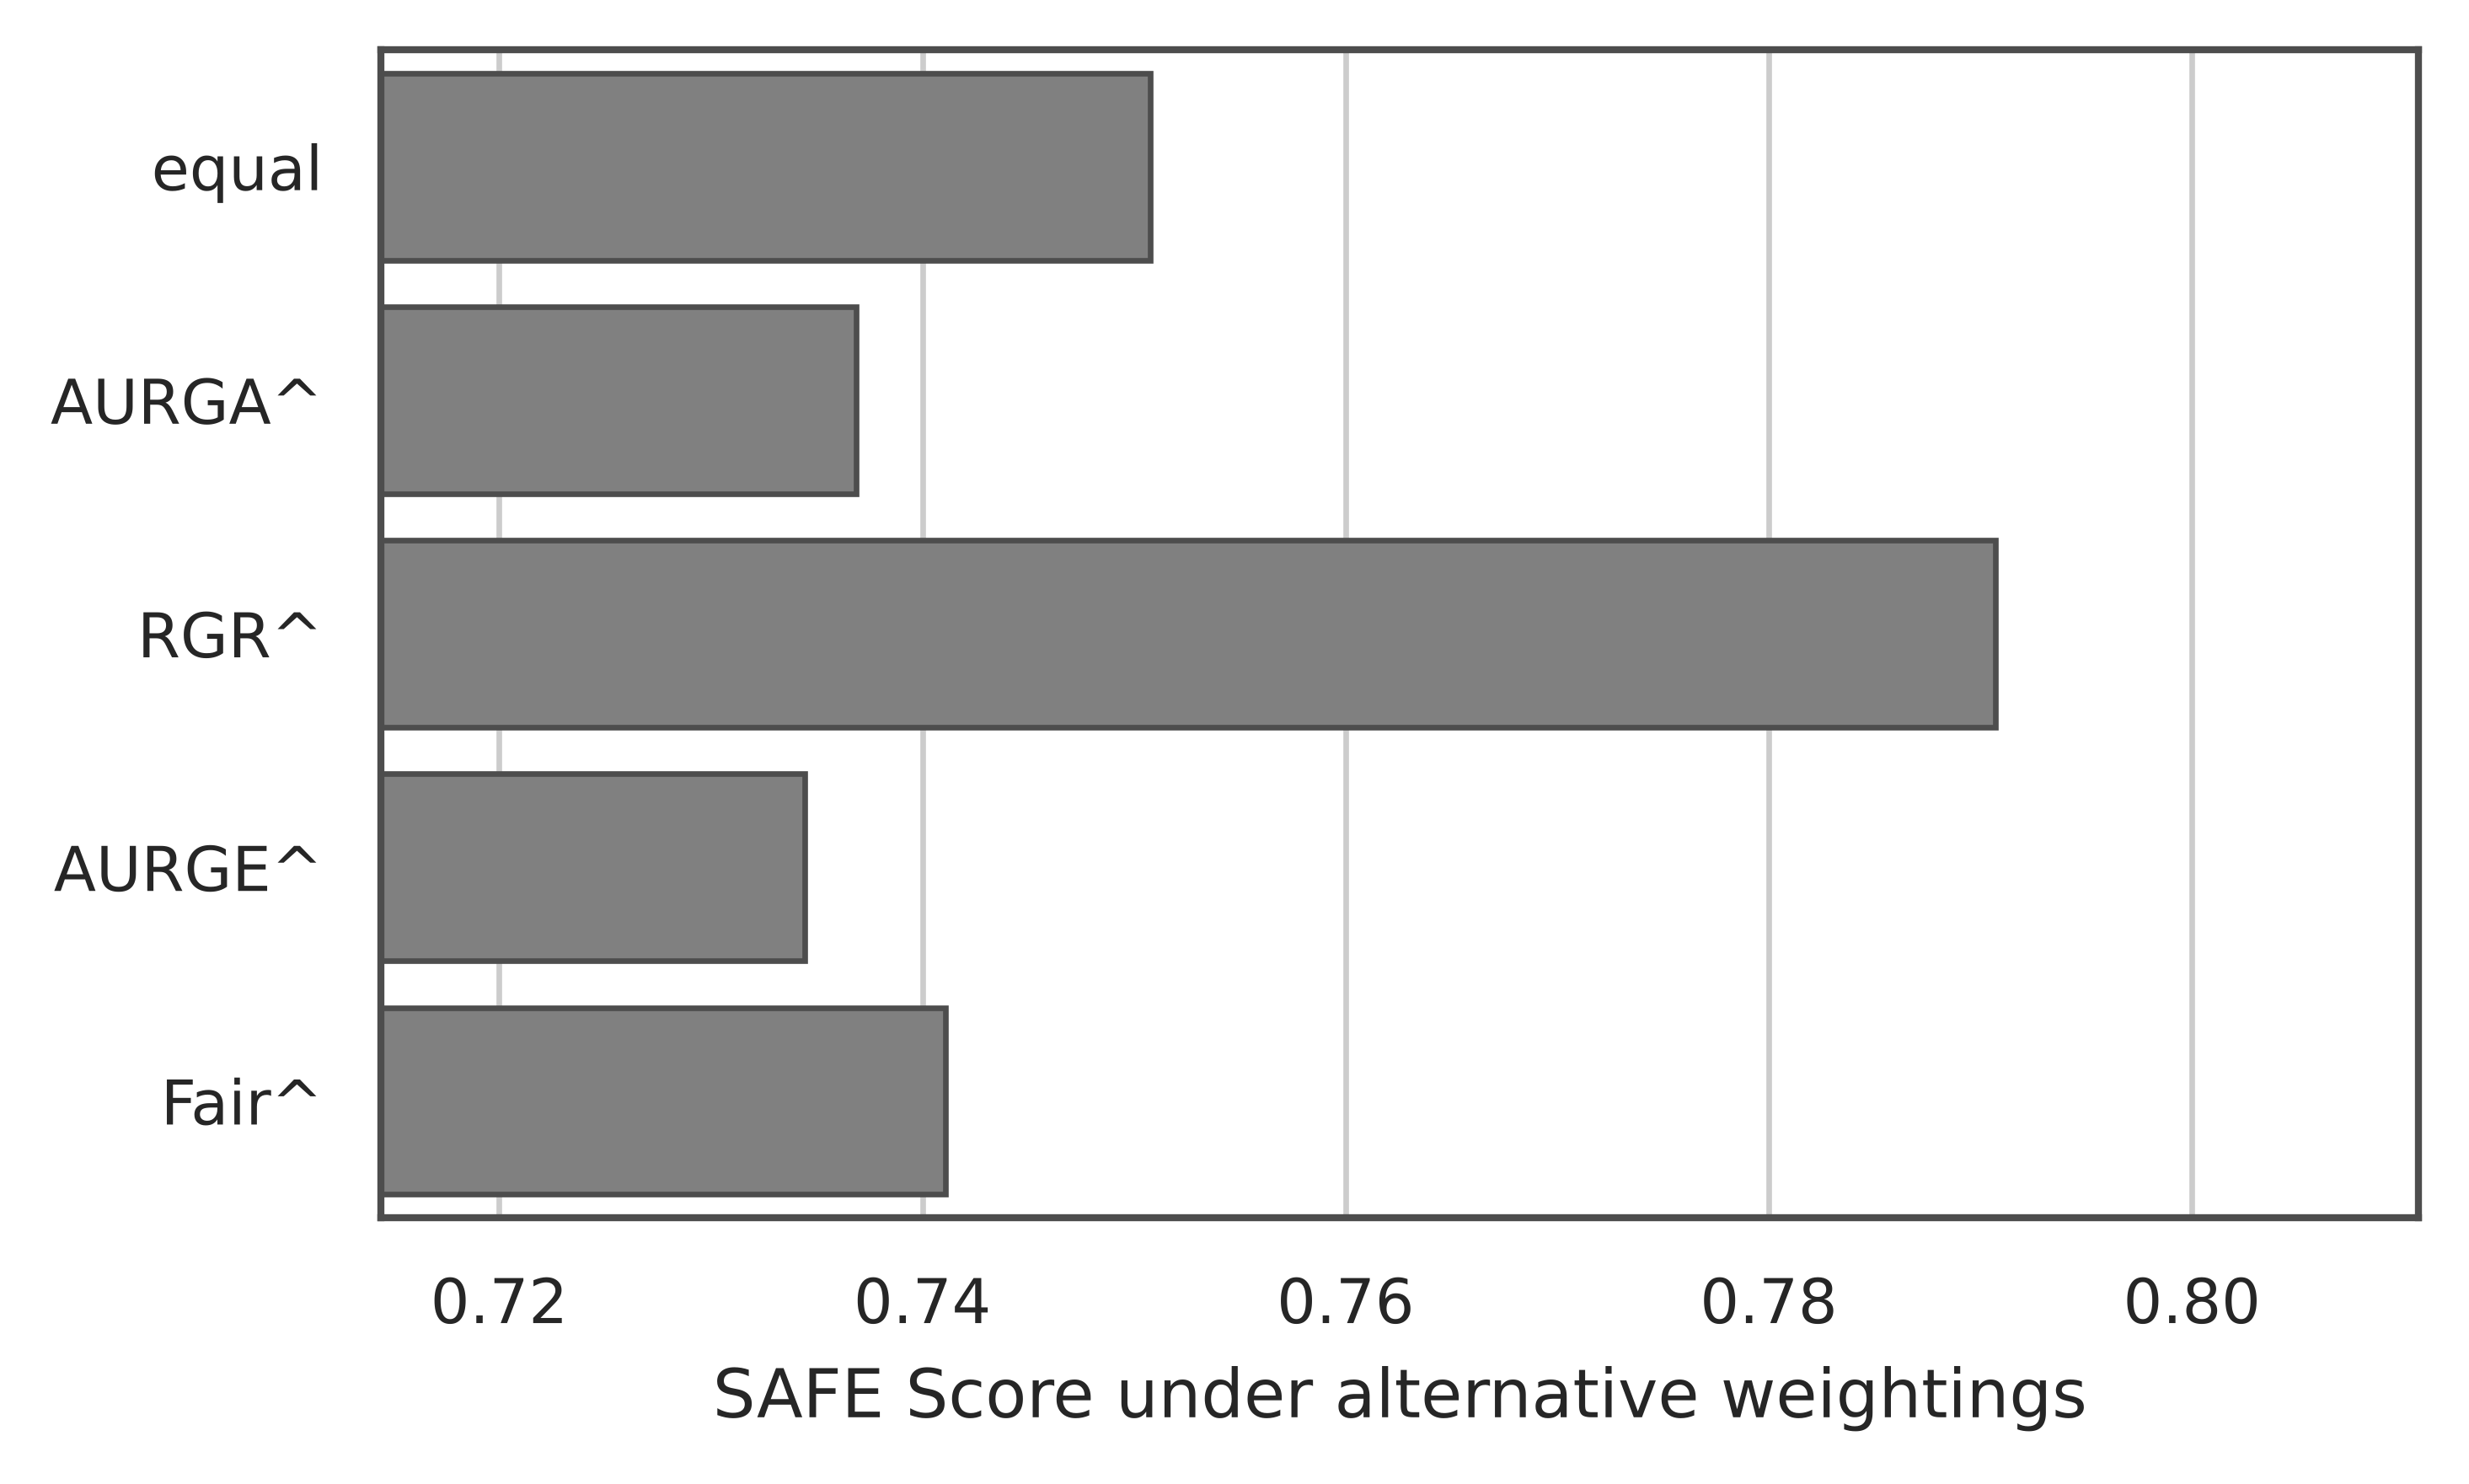 equal
AURGA^
RGR^
AURGE^
Fair^
0.72 0.74 0.76 0.78 0.80
SAFE Score under alternative weightings